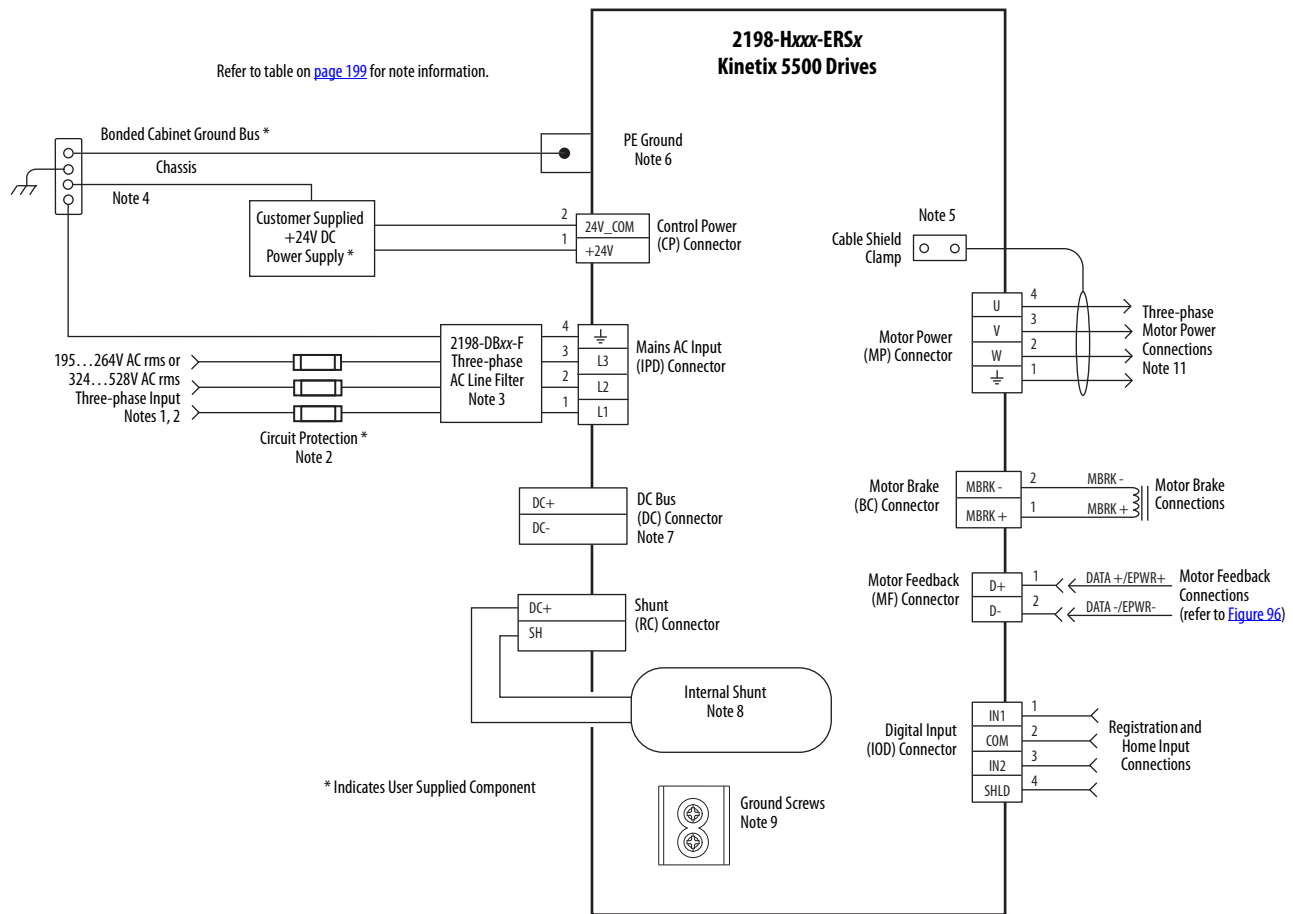 2198-Hxxx-ERSx
Kinetix 5500 Drives
Refer to table on page 199 for note information.
Bonded Cabinet Ground Bus *
Chassis
Note 4
PE Ground
Note 6
Customer Supplied
+24V DC
Power Supply *
2
1
24V_COM
+24V
Control Power
(CP) Connector
Note 5
Cable Shield
Clamp
195…264V AC rms or
324…528V AC rms
Three-phase Input
Notes 1, 2
Circuit Protection *
Note 2
2198-DBxx-F
Three-phase
AC Line Filter
Note 3
4
3
2
1
L3
L2
L1
Mains AC Input
(IPD) Connector
Motor Power
(MP) Connector
U
V
W
4
3
2
1
Three-phase
Motor Power
Connections
Note 11
DC+
DC-
DC Bus
(DC) Connector
Note 7
Motor Brake
(BC) Connector
MBRK -
MBRK +
2
1
MBRK -
MBRK +
Motor Brake
Connections
Motor Feedback
(MF) Connector
D+
D-
1
2
DATA +/EPWR+
DATA -/EPWR-
Motor Feedback
Connections
(refer to Figure 96)
DC+
SH
Shunt
(RC) Connector
Internal Shunt
Note 8
Digital Input
(IOD) Connector
IN1
COM
IN2
SHLD
1
2
3
4
Registration and
Home Input
Connections
* Indicates User Supplied Component
Ground Screws
Note 9